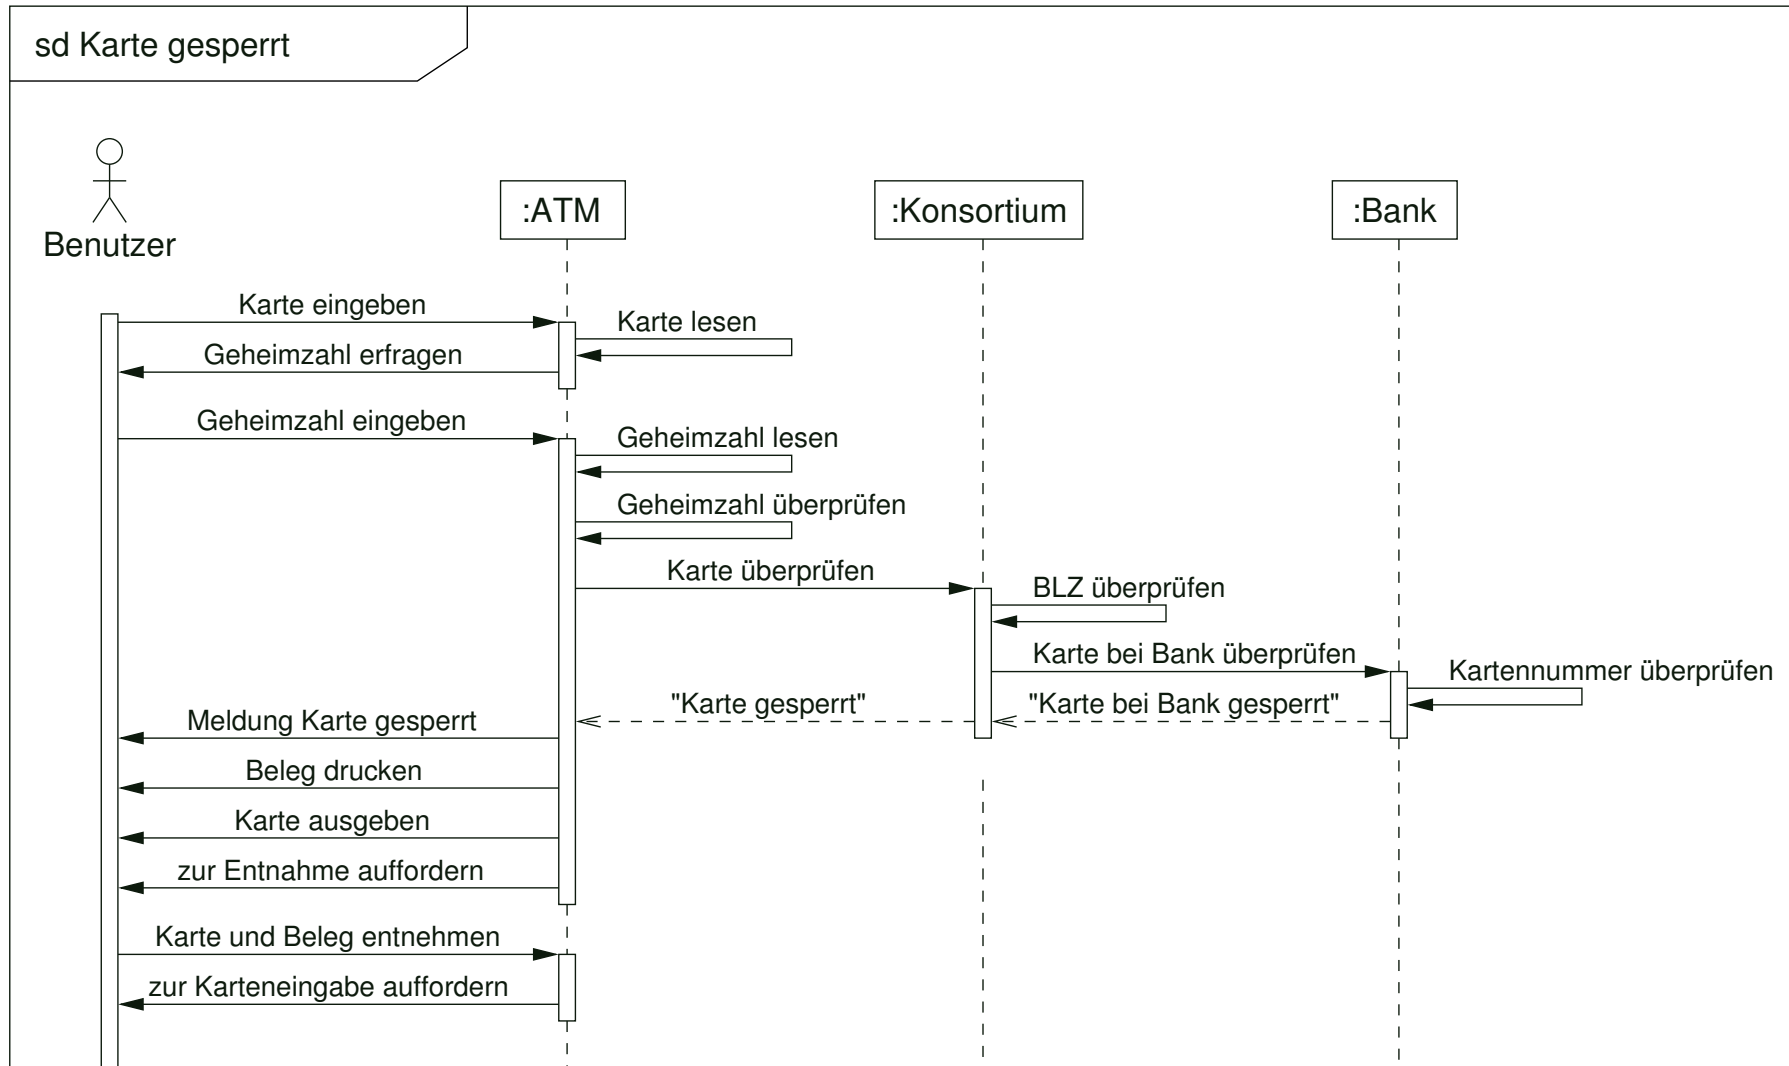 sd Karte gesperrt
Benutzer
:ATM
:Konsortium
:Bank
Karte eingeben
Karte lesen
Geheimzahl erfragen
Geheimzahl eingeben
Geheimzahl lesen
Geheimzahl überprüfen
Karte überprüfen
BLZ überprüfen
Karte bei Bank überprüfen
Kartennummer überprüfen
"Karte gesperrt"
"Karte bei Bank gesperrt"
Meldung Karte gesperrt
Beleg drucken
Karte ausgeben
zur Entnahme auffordern
Karte und Beleg entnehmen
zur Karteneingabe auffordern